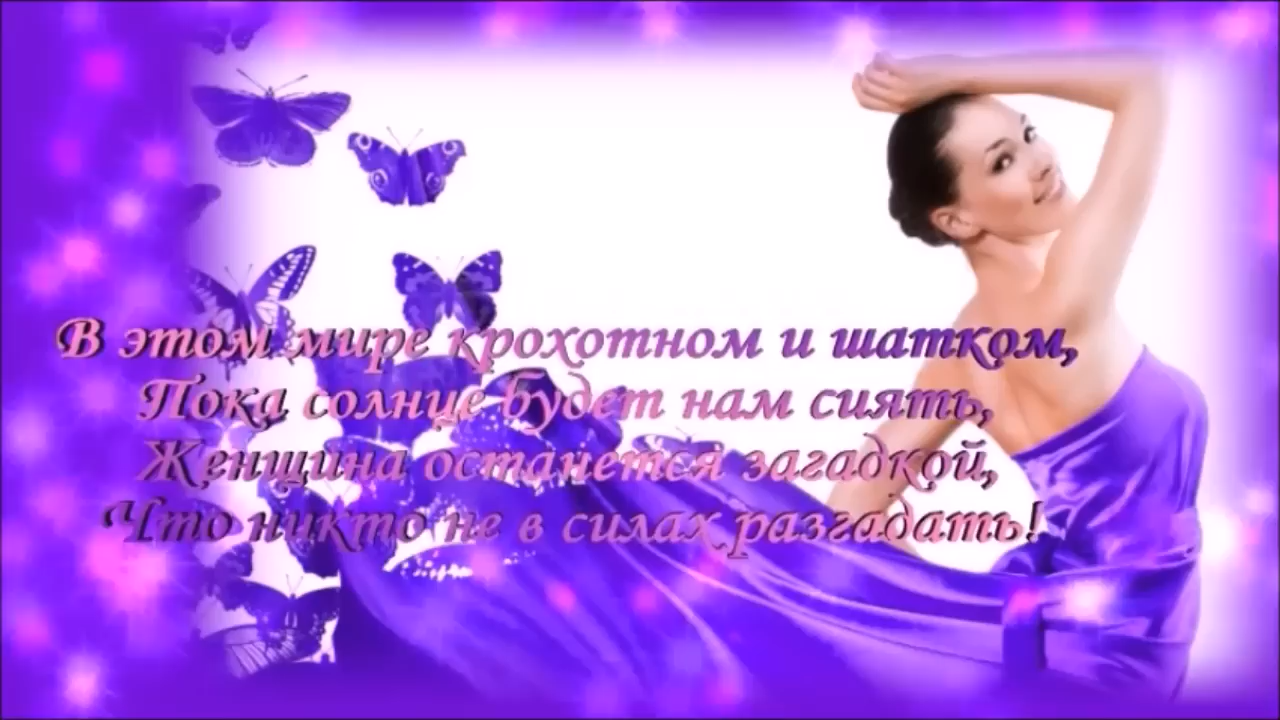 В этом мире крохотном и шатком,
Пока солнце будет нам сиять,
Женщина останется загадкой,
Что никто не в силах разгадать!